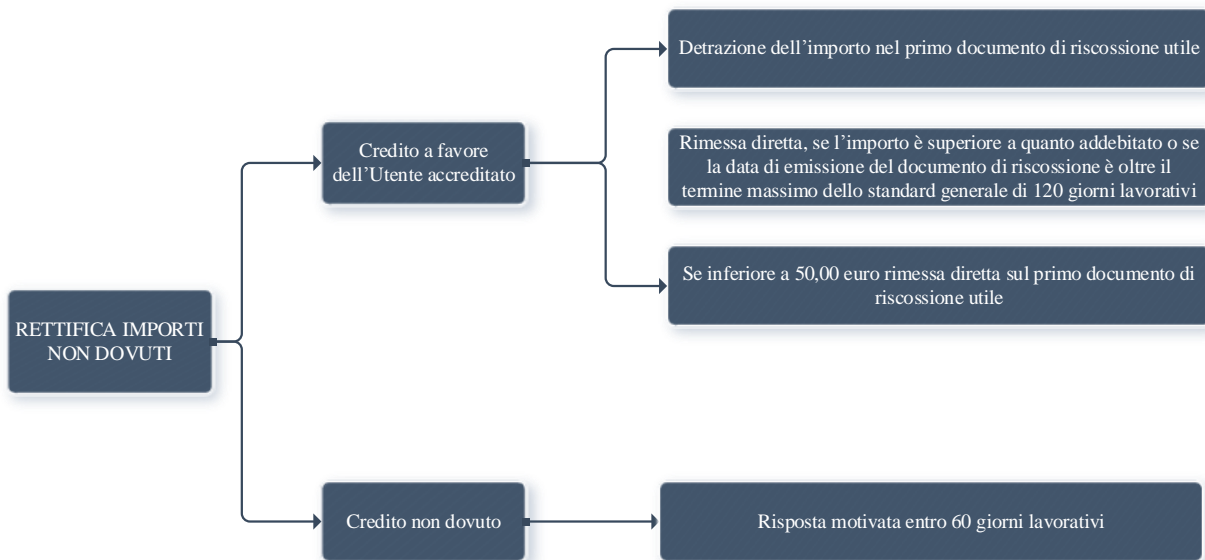 RETTIFICA IMPORTI
NON DOVUTI
Credito a favore
dell’Utente accreditato
Detrazione dell’importo nel primo documento di riscossione utile
Rimessa diretta, se l’importo è superiore a quanto addebitato o se
la data di emissione del documento di riscossione è oltre il
termine massimo dello standard generale di 120 giorni lavorativi
Se inferiore a 50,00 euro rimessa diretta sul primo documento di
riscossione utile
Credito non dovuto
Risposta motivata entro 60 giorni lavorativi